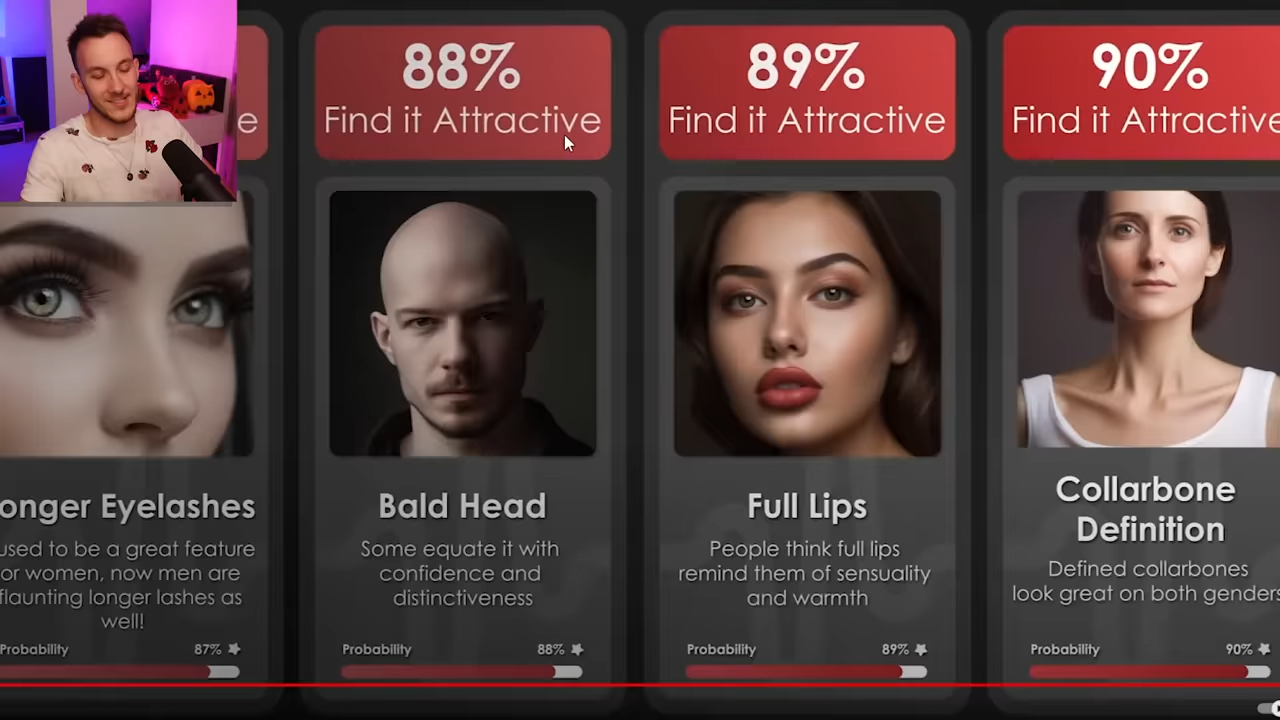 e
88%
Find it Attractive
89%
Find it Attractive
90%
Find it Attractive
onger Eyelashes
used to be a great feature
or women, now men are
flaunting longer lashes as
well!
Probability
87%
Bald Head
Some equate it with
confidence and
distinctiveness
Probability
88%
Full Lips
People think full lips
remind them of sensuality
and warmth
Probability
89%
Collarbone
Definition
Defined collarbones
look great on both genders
Probability
90%